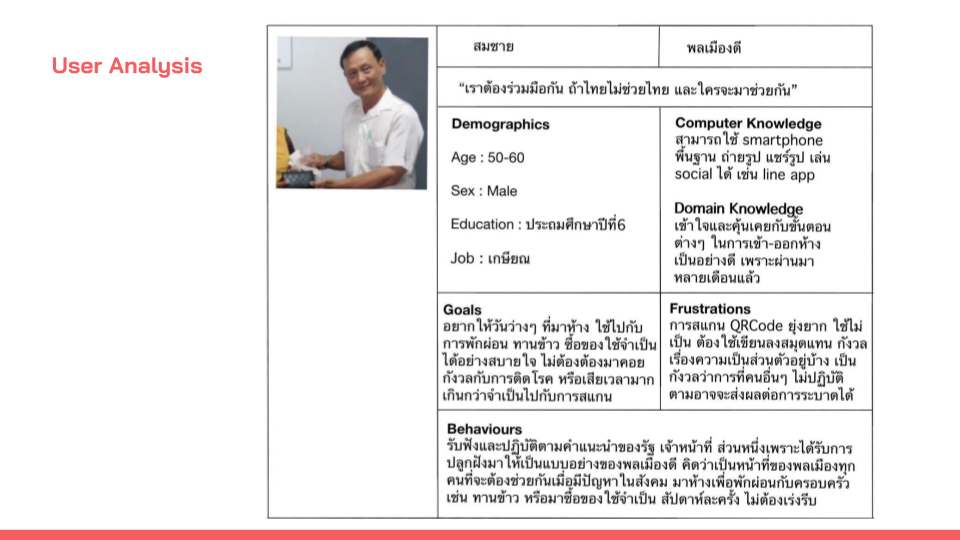 User Analysis
สมชาย
พลเมืองดี
“เราต้องร่วมมือกัน ถ้าไทยไม่ช่วยไทย และใครจะมาช่วยกัน”
Demographics
Age : 50-60
Sex : Male
Education : ประถมศึกษาปีที่6
Job : เกษียณ
Computer Knowledge
สามารถใช้ smartphone
พื้นฐาน ถ่ายรูป แชร์รูป เล่น
social ได้ เช่น line app
Domain Knowledge
เข้าใจและคุ้นเคยกับขั้นตอน
ต่างๆ ในการเข้า-ออกห้าง
เป็นอย่างดี เพราะผ่านมา
หลายเดือนแล้ว
Goals
อยากให้วันว่างๆ ที่มาห้าง ใช้ไปกับ
การพักผ่อน ทานข้าว ซื้อของใช้จำเป็น
ได้อย่างสบายใจ ไม่ต้องต้องมาคอย
กังวลกับการติดโรค หรือเสียเวลามาก
เกินกว่าจำเป็นไปกับการสแกน
Frustrations
การสแกน QRCode ยุ่งยาก ใช้ไม่
เป็น ต้องใช้เขียนลงสมุดแทน กังวล
เรื่องความเป็นส่วนตัวอยู่บ้าง เป็น
กังวลว่าการที่คนอื่นๆ ไม่ปฏิบัติ
ตามอาจจะส่งผลต่อการระบาดได้
Behaviours
รับฟังและปฏิบัติตามคำแนะนำของรัฐ เจ้าหน้าที่ ส่วนหนึ่งเพราะได้รับการ
ปลูกฝังมาให้เป็นแบบอย่างของพลเมืองดี คิดว่าเป็นหน้าที่ของพลเมืองทุก
คนที่จะต้องช่วยกันเมื่อมีปัญหาในสังคม มาห้างเพื่อพักผ่อนกับครอบครัว
เช่น ทานข้าว หรือมาซื้อของใช้จำเป็น สัปดาห์ละครั้ง ไม่ต้องเร่งรีบ